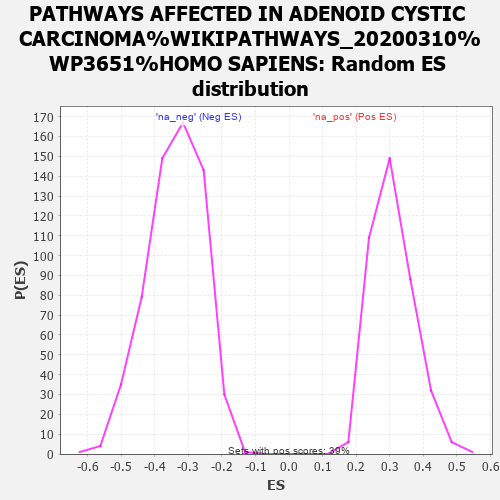 PATHWAYS AFFECTED IN ADENOID CYSTIC
CARCINOMA%WIKIPATHWAYS_20200310%
WP3651%HOMO SAPIENS: Random ES
distribution
'na_neg' (Neg ES) 'na_pos' (Pos ES)
170
160
150
140
130
120
110
100
90
80
70
60
50
40
30
20
10
0
P(ES)
Sets with pos scores: 39%
-0.6 -0.5 -0.4 -0.3 -0.2 -0.1 0.0 0.1 0.2 0.3 0.4 0.5 0.6
ES